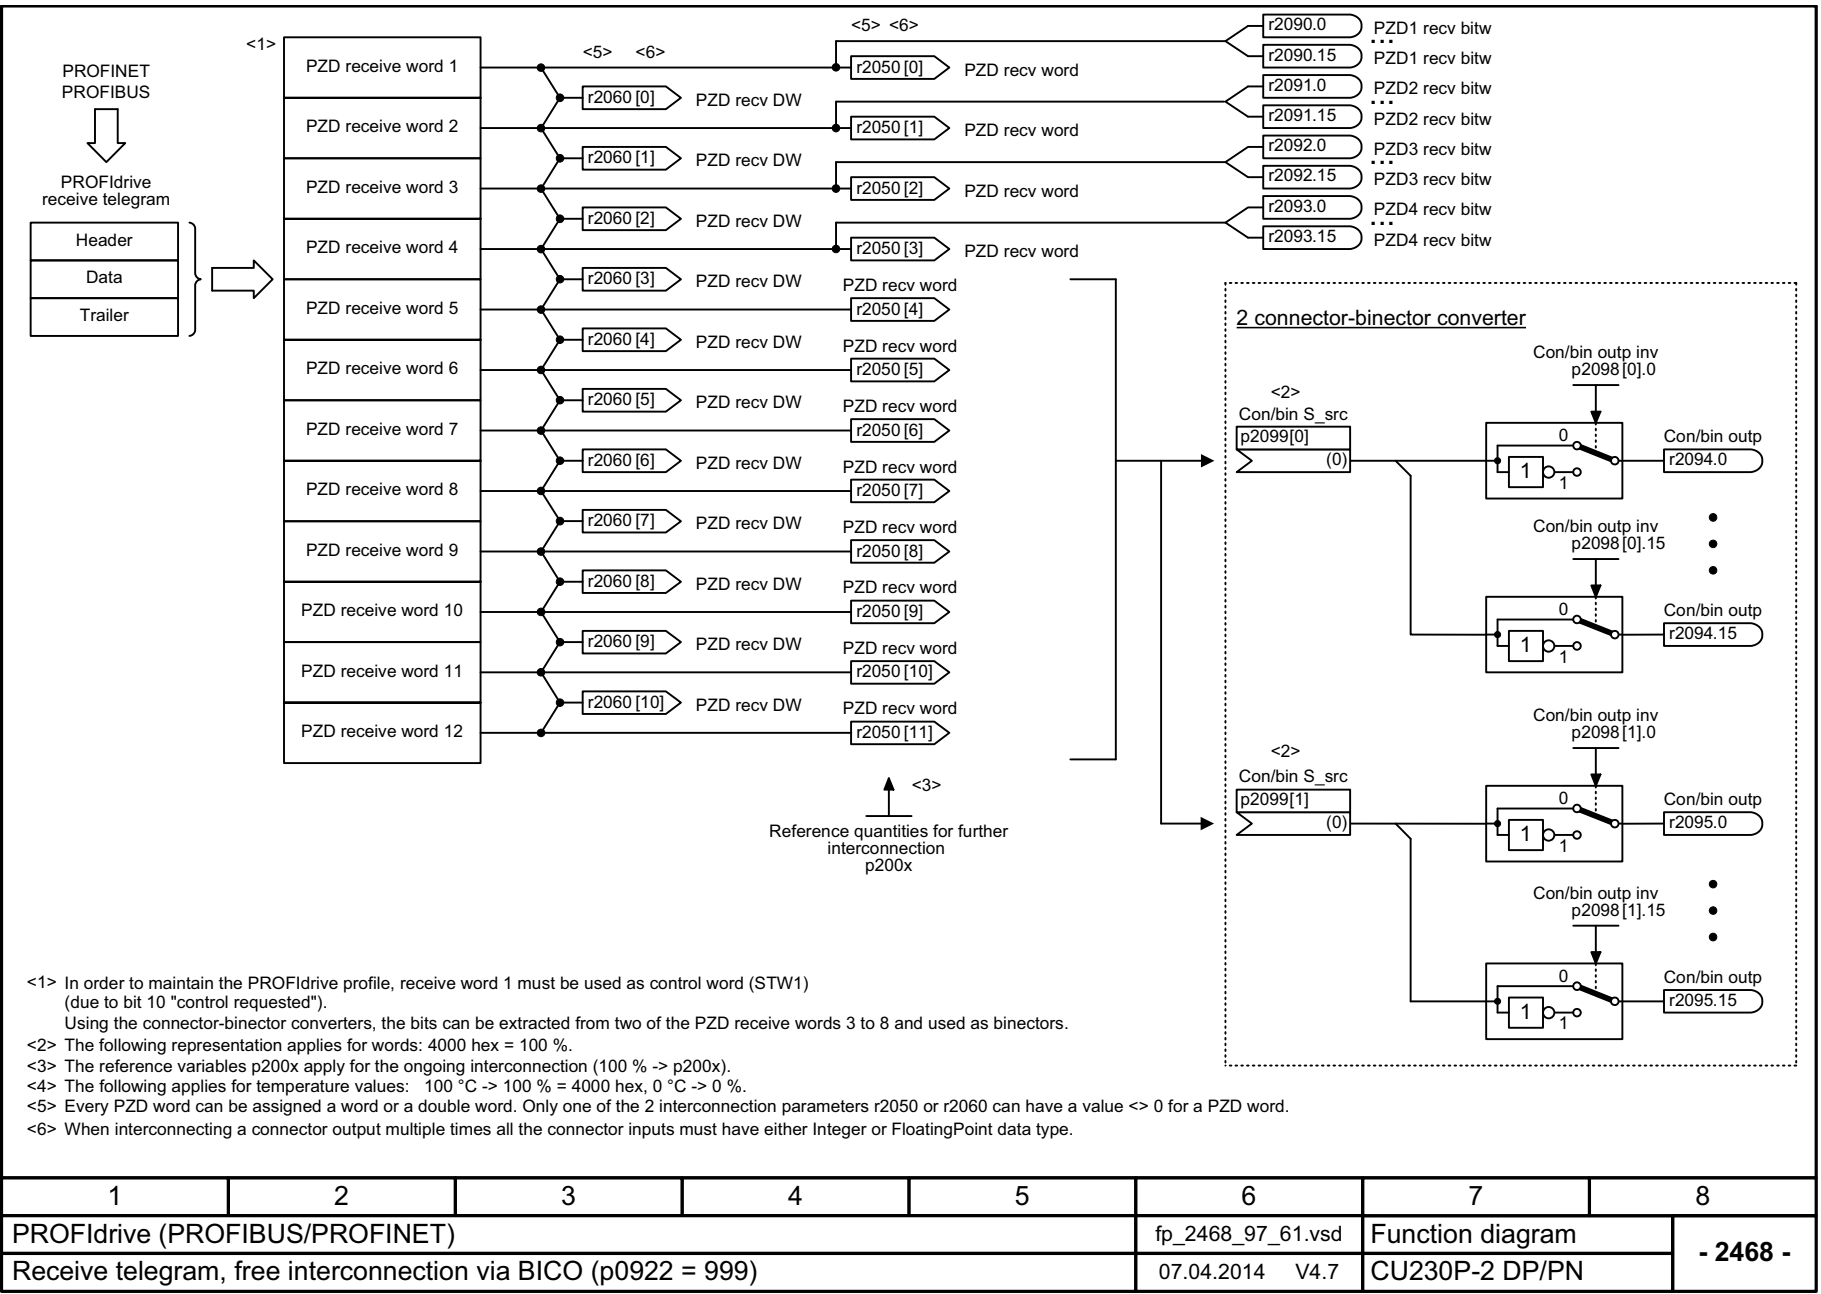 <1>
PROFINET
PROFIBUS
PROFIdrive
receive telegram
Header
Data
Trailer
PZD receive word 1
PZD receive word 2
PZD receive word 3
PZD receive word 4
PZD receive word 5
PZD receive word 6
PZD receive word 7
PZD receive word 8
PZD receive word 9
PZD receive word 10
PZD receive word 11
PZD receive word 12
<5> <6>
r2060 [0] PZD recv DW
r2060 [1] PZD recv DW
r2060 [2] PZD recv DW
r2060 [3] PZD recv DW
r2060 [4] PZD recv DW
r2060 [5] PZD recv DW
r2060 [6] PZD recv DW
r2060 [7] PZD recv DW
r2060 [8] PZD recv DW
r2060 [9] PZD recv DW
r2060 [10] PZD recv DW
<5> <6>
r2050 [0] PZD recv word
r2050 [1] PZD recv word
r2050 [2] PZD recv word
r2050 [3] PZD recv word
PZD recv word
r2050 [4]
PZD recv word
r2050 [5]
PZD recv word
r2050 [6]
PZD recv word
r2050 [7]
PZD recv word
r2050 [8]
PZD recv word
r2050 [9]
PZD recv word
r2050 [10]
PZD recv word
r2050 [11]
<3>
Reference quantities for further
interconnection
p200x
r2090.0 PZD1 recv bitw
...
r2090.15 PZD1 recv bitw
r2091.0 PZD2 recv bitw
...
r2091.15 PZD2 recv bitw
r2092.0 PZD3 recv bitw
...
r2092.15 PZD3 recv bitw
r2093.0 PZD4 recv bitw
...
r2093.15 PZD4 recv bitw
2 connector-binector converter
Con/bin outp inv
p2098 [0].0
<2>
Con/bin S_src
p2099[0]
(0)
0
1
1
Con/bin outp
r2094.0
Con/bin outp inv
p2098 [0].15
0
1
1
Con/bin outp
r2094.15
Con/bin outp inv
p2098 [1].0
<2>
Con/bin S_src
p2099[1]
(0)
0
1
1
Con/bin outp
r2095.0
Con/bin outp inv
p2098 [1].15
0
1
1
Con/bin outp
r2095.15
<1> In order to maintain the PROFIdrive profile, receive word 1 must be used as control word (STW1)
(due to bit 10 "control requested").
Using the connector-binector converters, the bits can be extracted from two of the PZD receive words 3 to 8 and used as binectors.
<2> The following representation applies for words: 4000 hex = 100 %.
<3> The reference variables p200x apply for the ongoing interconnection (100 % -> p200x).
<4> The following applies for temperature values: 100 °C -> 100 % = 4000 hex, 0 °C -> 0 %.
<5> Every PZD word can be assigned a word or a double word. Only one of the 2 interconnection parameters r2050 or r2060 can have a value <> 0 for a PZD word.
<6> When interconnecting a connector output multiple times all the connector inputs must have either Integer or FloatingPoint data type.
1 2 3 4 5 6 7 8
PROFIdrive (PROFIBUS/PROFINET) fp_2468_97_61.vsd Function diagram
- 2468 -
Receive telegram, free interconnection via BICO (p0922 = 999) 07.04.2014 V4.7 CU230P-2 DP/PN